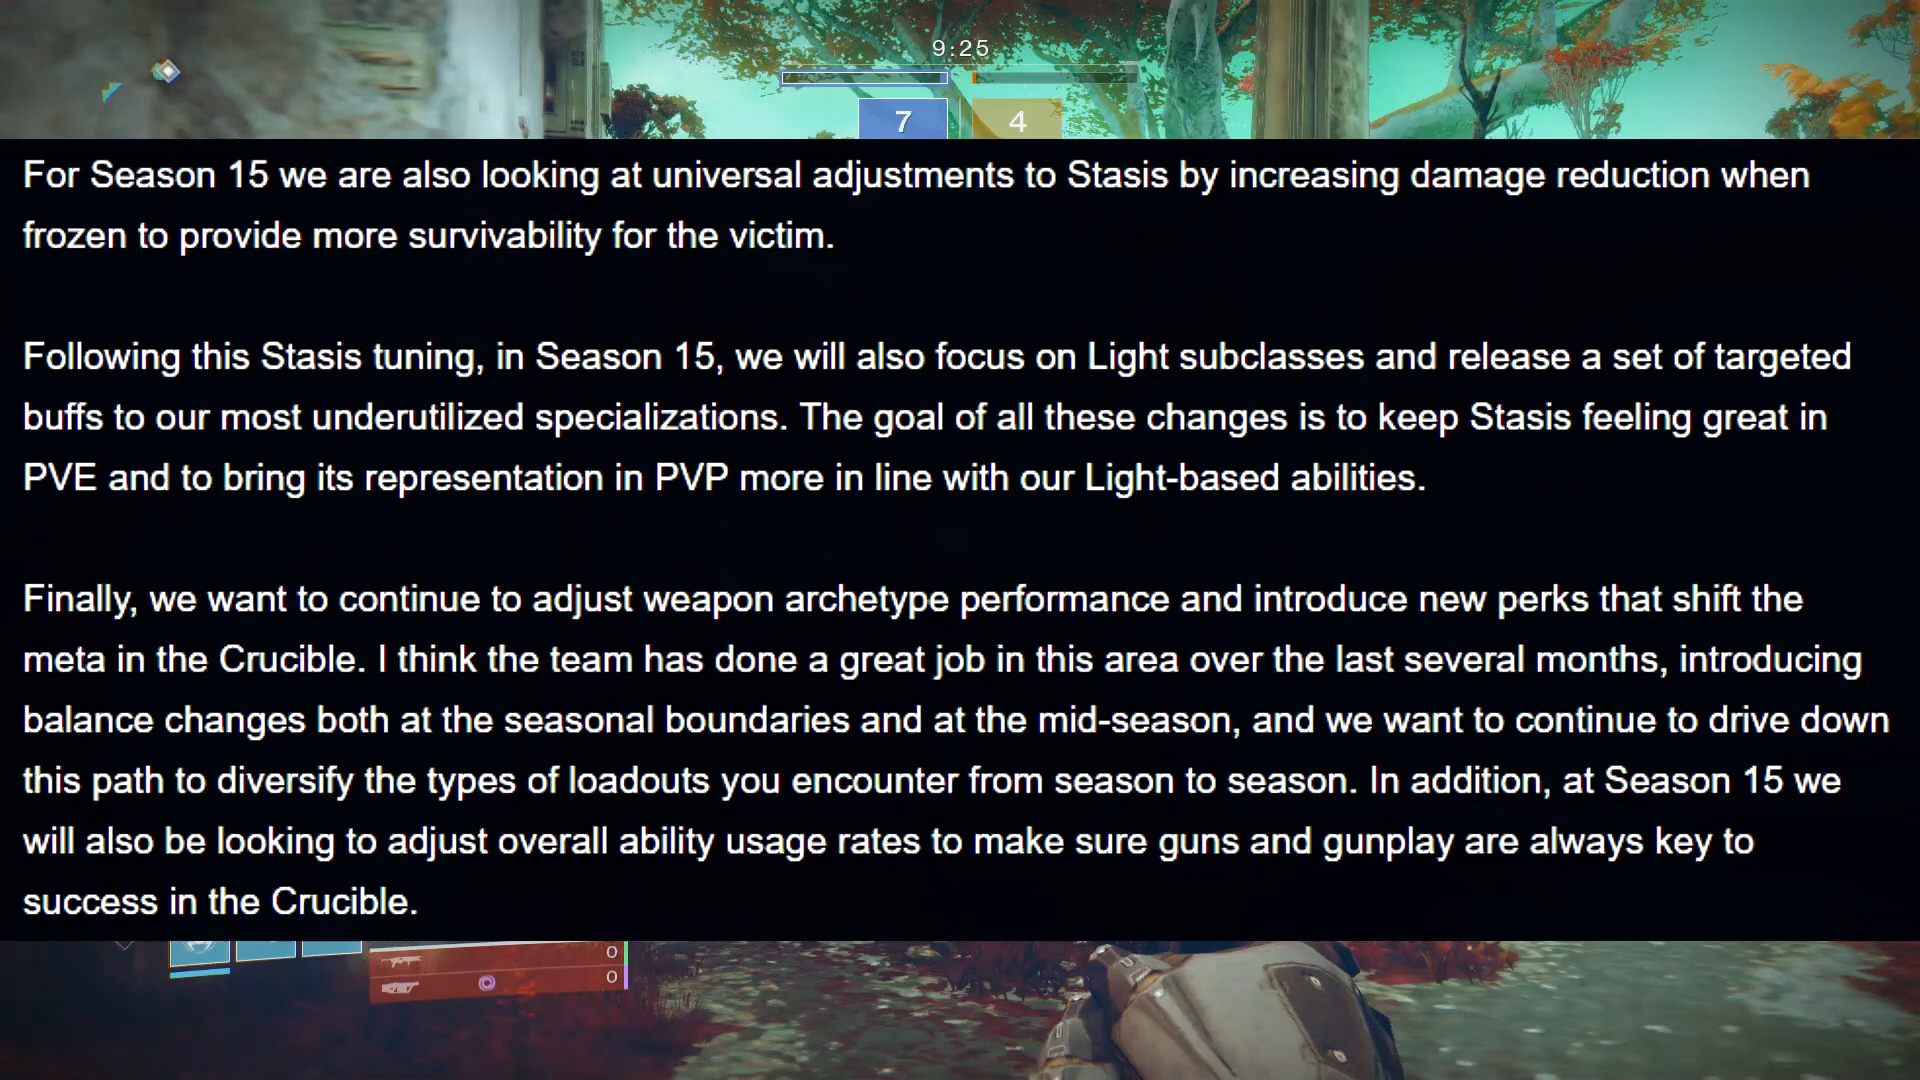 9:25
7 4
For Season 15 we are also looking at universal adjustments to Stasis by increasing damage reduction when
frozen to provide more survivability for the victim.
Following this Stasis tuning, in Season 15, we will also focus on Light subclasses and release a set of targeted
buffs to our most underutilized specializations. The goal of all these changes is to keep Stasis feeling great in
PVE and to bring its representation in PVP more in line with our Light-based abilities.
Finally, we want to continue to adjust weapon archetype performance and introduce new perks that shift the
meta in the Crucible. I think the team has done a great job in this area over the last several months, introducing
balance changes both at the seasonal boundaries and at the mid-season, and we want to continue to drive down
this path to diversify the types of loadouts you encounter from season to season. In addition, at Season 15 we
will also be looking to adjust overall ability usage rates to make sure guns and gunplay are always key to
success in the Crucible.
0
0